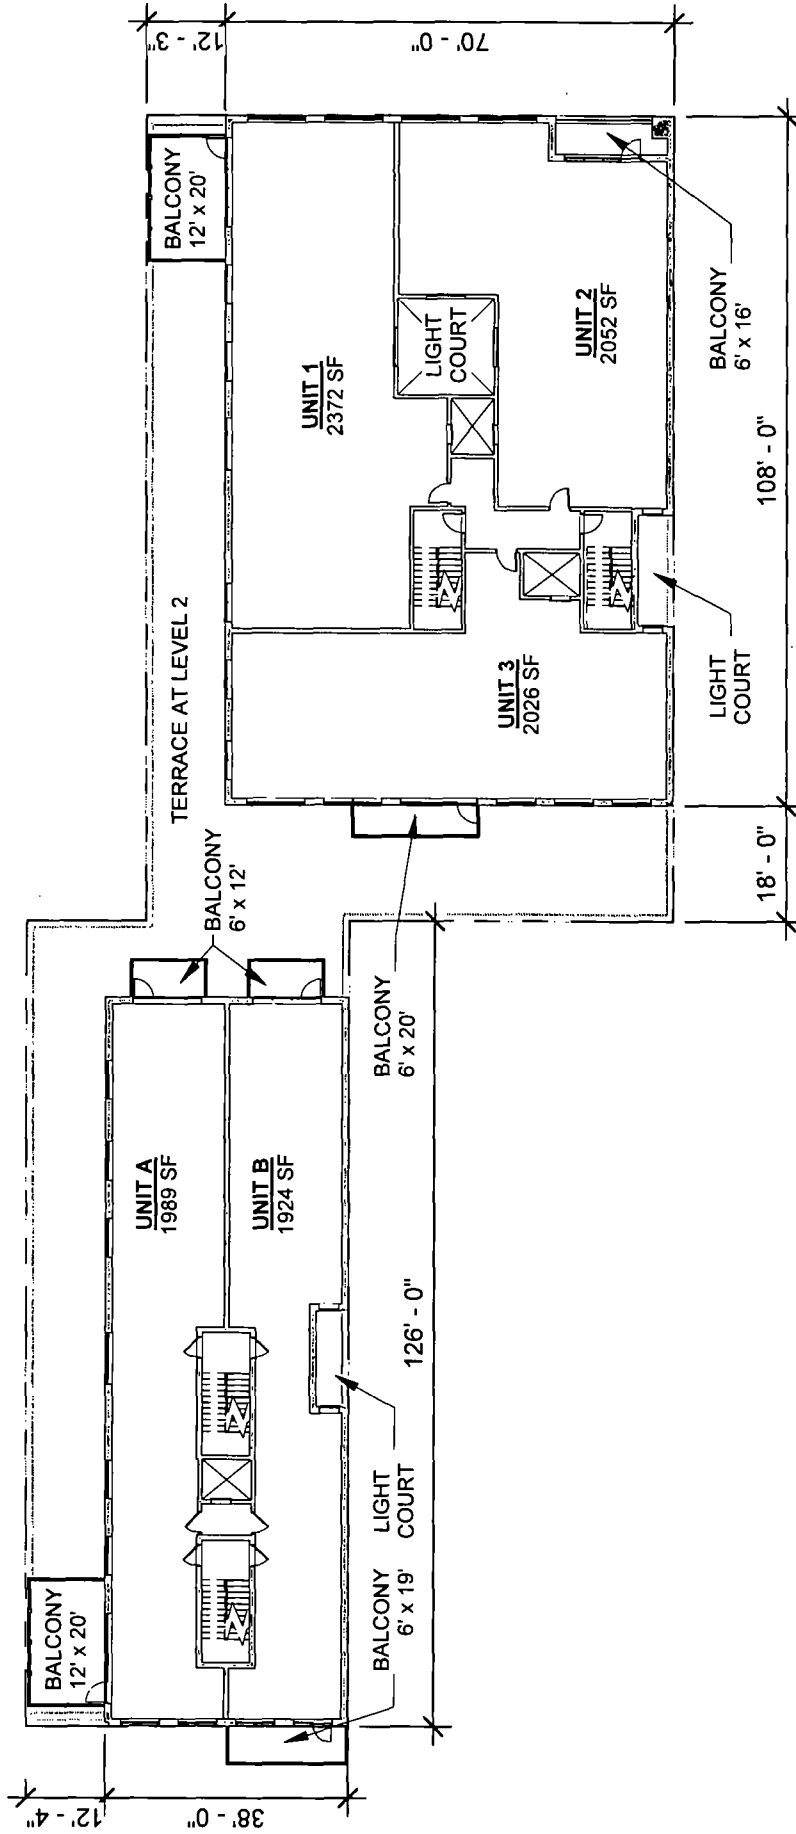 12' - 3"
70' - 0"
BALCONY
12' x 20'
UNIT 1
2372 SF
LIGHT
COURT
UNIT 2
2052 SF
BALCONY
6' x 16'
108' - 0"
TERRACE AT LEVEL 2
UNIT 3
2026 SF
LIGHT
COURT
18' - 0"
BALCONY
6' x 12'
BALCONY
6' x 20'
UNIT A
1989 SF
UNIT B
1924 SF
126' - 0"
LIGHT
COURT
BALCONY
6' x 19'
BALCONY
12' x 20'
12' - 4"
38' - 0"